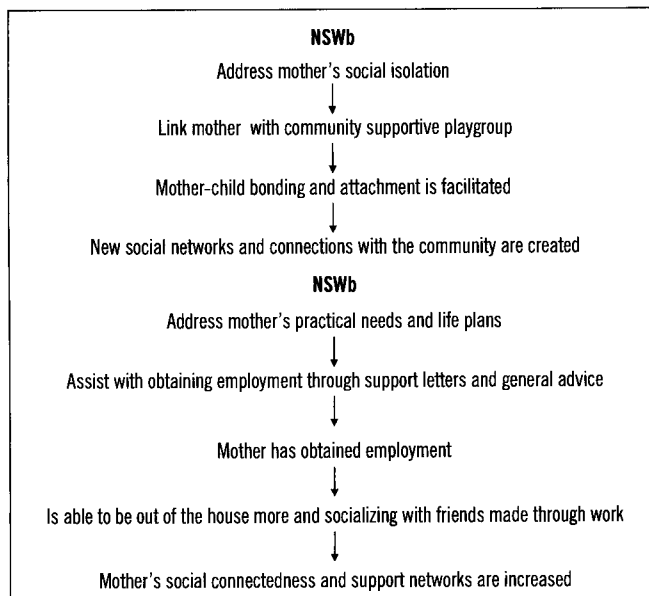 NSWb
Address mother's social isolation
Link mother with community supportive playgroup
Mother-child bonding and attachment is facilitated
New social networks and connections with the community are created
NSWb
Address mother's practical needs and life plans
Assist with obtaining employment through support letters and general advice
Mother has obtained employment
Is able to be out of the house more and socializing with friends made through work
Mother's social connectedness and support networks are increased